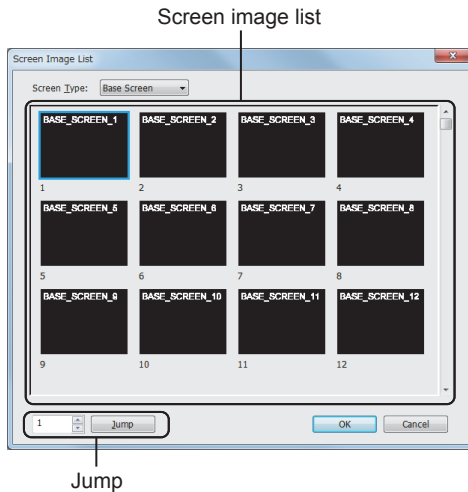 Screen image list
Screen Image List
Screen Type: Base Screen
BASE_SCREEN_1 BASE_SCREEN_2 BASE_SCREEN_3 BASE_SCREEN_4
1 2 3 4
BASE_SCREEN_5 BASE_SCREEN_6 BASE_SCREEN_7 BASE_SCREEN_8
5 6 7 8
BASE_SCREEN_9 BASE_SCREEN_10 BASE_SCREEN_11 BASE_SCREEN_12
9 10 11 12
1 Jump OK Cancel
Jump